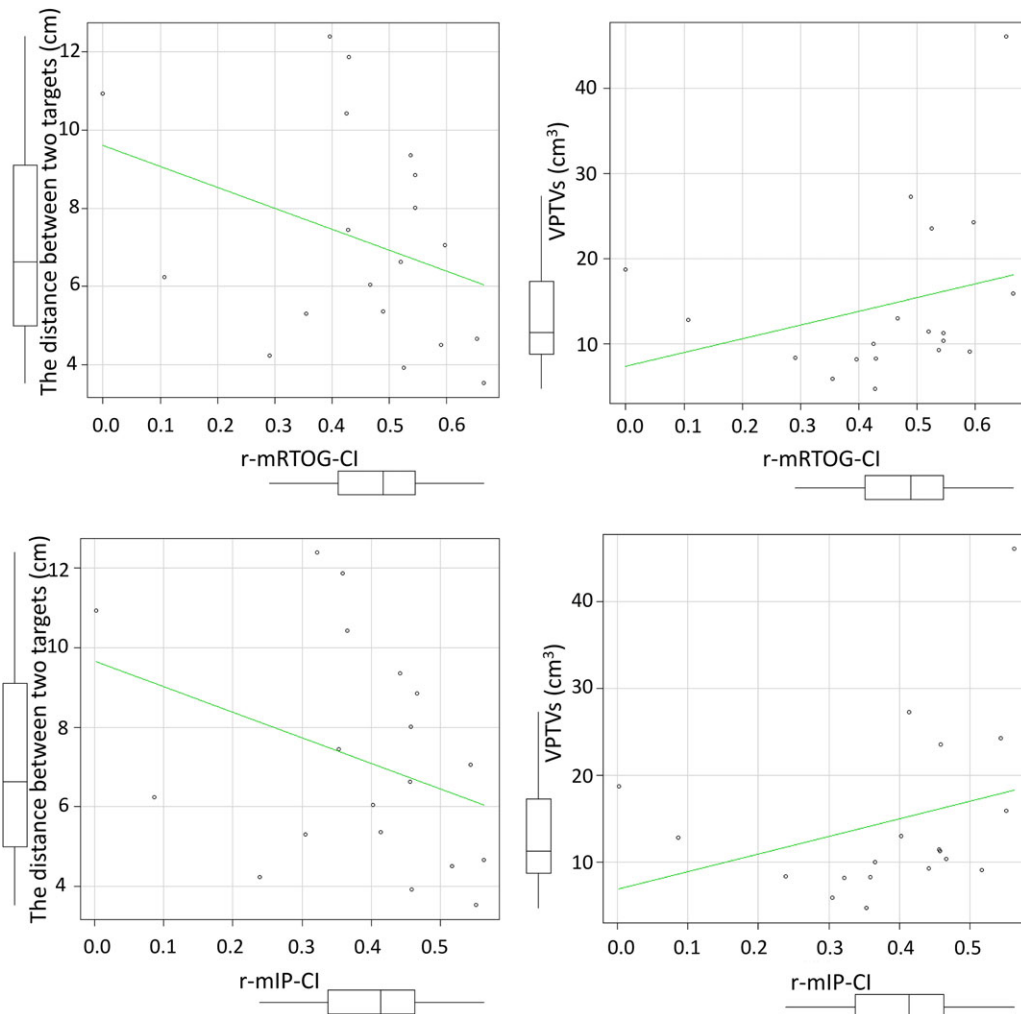 The distance between two targets (cm)
12
10
8
6
4
0.0 0.1 0.2 0.3 0.4 0.5 0.6
r-mRTOG-CI
VPTVs (cm³)
40
30
20
10
0.0 0.1 0.2 0.3 0.4 0.5 0.6
r-mRTOG-CI
The distance between two targets (cm)
12
10
8
6
4
0.0 0.1 0.2 0.3 0.4 0.5
r-mIP-CI
VPTVs (cm³)
40
30
20
10
0.0 0.1 0.2 0.3 0.4 0.5
r-mIP-CI